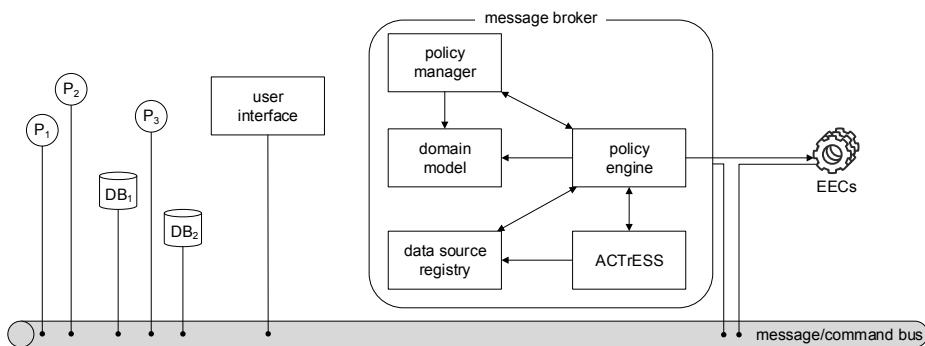 message broker
policy
manager
P₂
user
interface
P₃
P₁
domain
model
policy
engine
EECs
DB₁
DB₂
data source
registry
ACTrESS
message/command bus